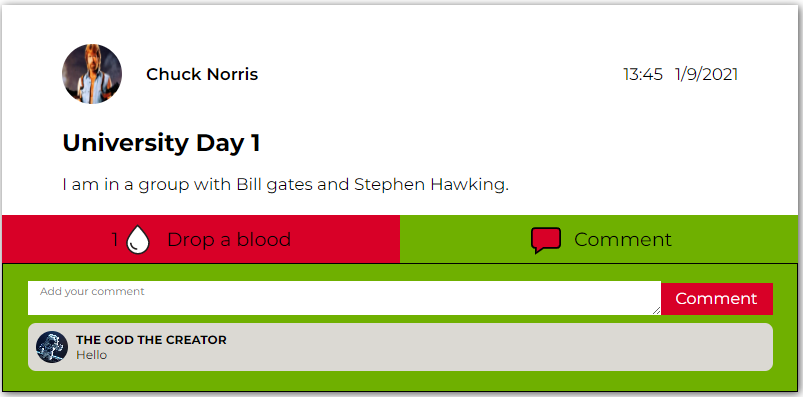 Chuck Norris 13:45 1/9/2021
University Day 1
I am in a group with Bill gates and Stephen Hawking.
1 Drop a blood Comment
Add your comment Comment
THE GOD THE CREATOR
Hello